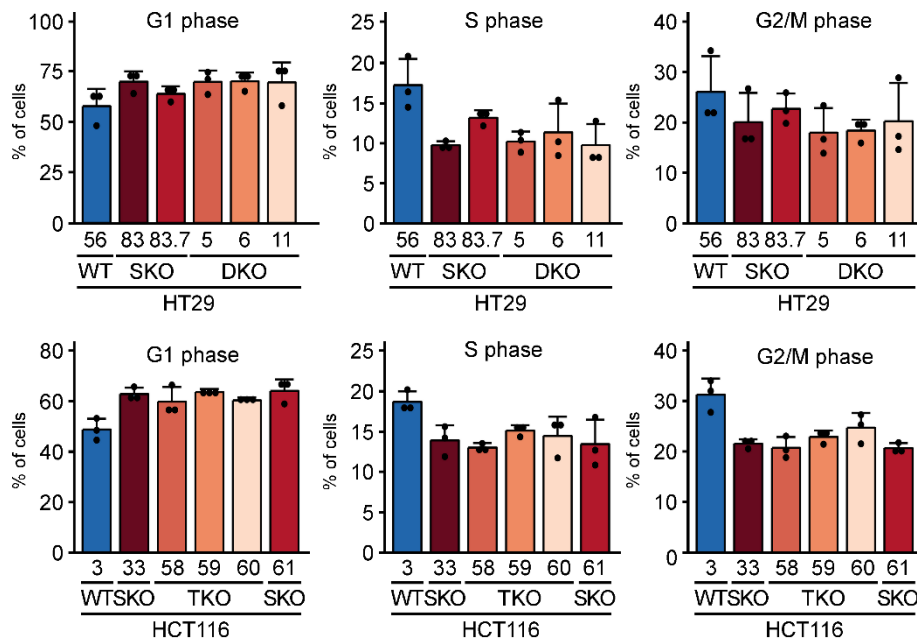 G1 phase
S phase
G2/M phase
% of cells
100
75
50
25
0
56 83 83.7 5 6 11
WT SKO DKO
HT29
% of cells
25
20
15
10
5
0
56 83 83.7 5 6 11
WT SKO DKO
HT29
% of cells
40
30
20
10
0
56 83 83.7 5 6 11
WT SKO DKO
HT29
G1 phase
S phase
G2/M phase
% of cells
80
60
40
20
0
3 33 58 59 60 61
WT SKO TKO SKO
HCT116
% of cells
25
20
15
10
5
0
3 33 58 59 60 61
WT SKO TKO SKO
HCT116
% of cells
40
30
20
10
0
3 33 58 59 60 61
WT SKO TKO SKO
HCT116